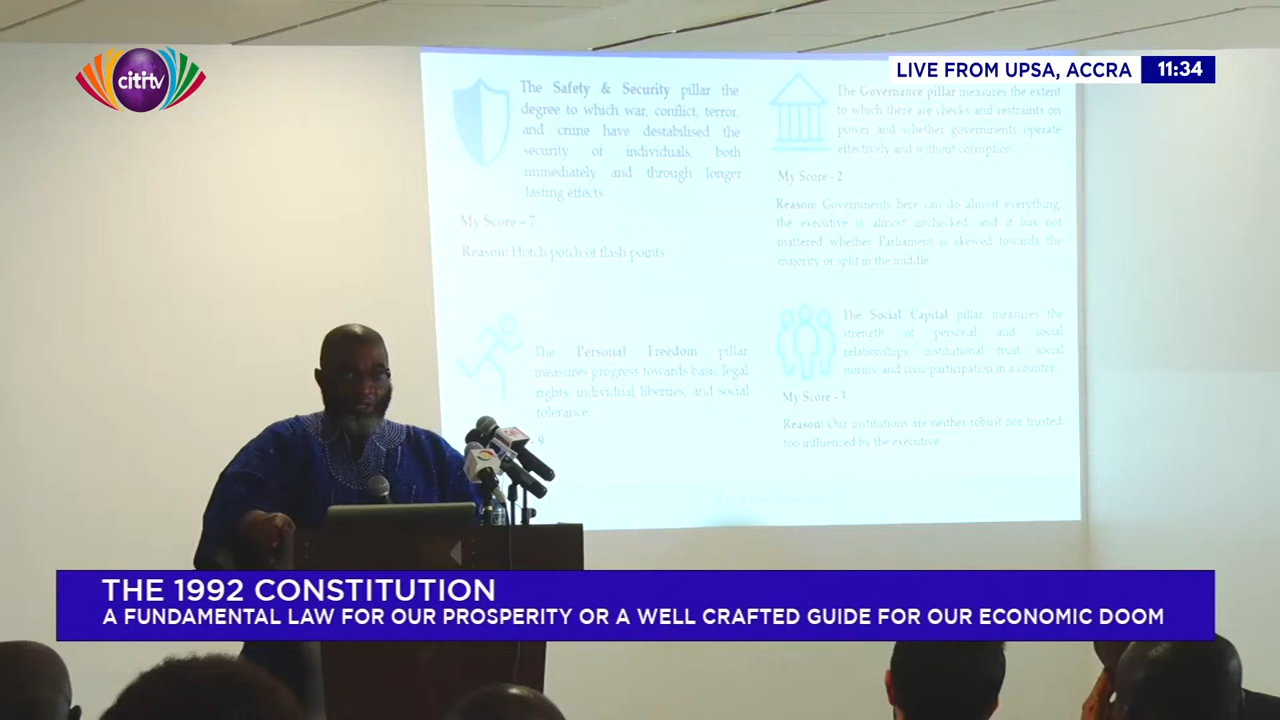 citi tv
LIVE FROM UPSA, ACCRA
11:34
The Safety & Security pillar the
degree to which war, conflict, terror,
and crime have destabilised the
security of individuals, both
immediately and through longer
lasting effects.
My Score - 7
Reason: Hotch potch of flash points
The Personal Freedom pillar
measures progress towards basic legal
rights, individual liberties, and social
tolerance.
- 9
The Governance pillar measures the extent
to which there are checks and restraints on
power and whether governments operate
effectively and without corruption.
My Score - 2
Reason: Governments here can do almost everything,
the executive is almost unchecked, and it has not
mattered whether Parliament is skewed towards the
majority or split in the middle.
The Social Capital pillar measures the
strength of personal and social
relationships, institutional trust, social
norms, and civic participation in a country.
My Score - 3
Reason: Our institutions are neither robust nor trusted
too influenced by the executive.
THE 1992 CONSTITUTION
A FUNDAMENTAL LAW FOR OUR PROSPERITY OR A WELL CRAFTED GUIDE FOR OUR ECONOMIC DOOM